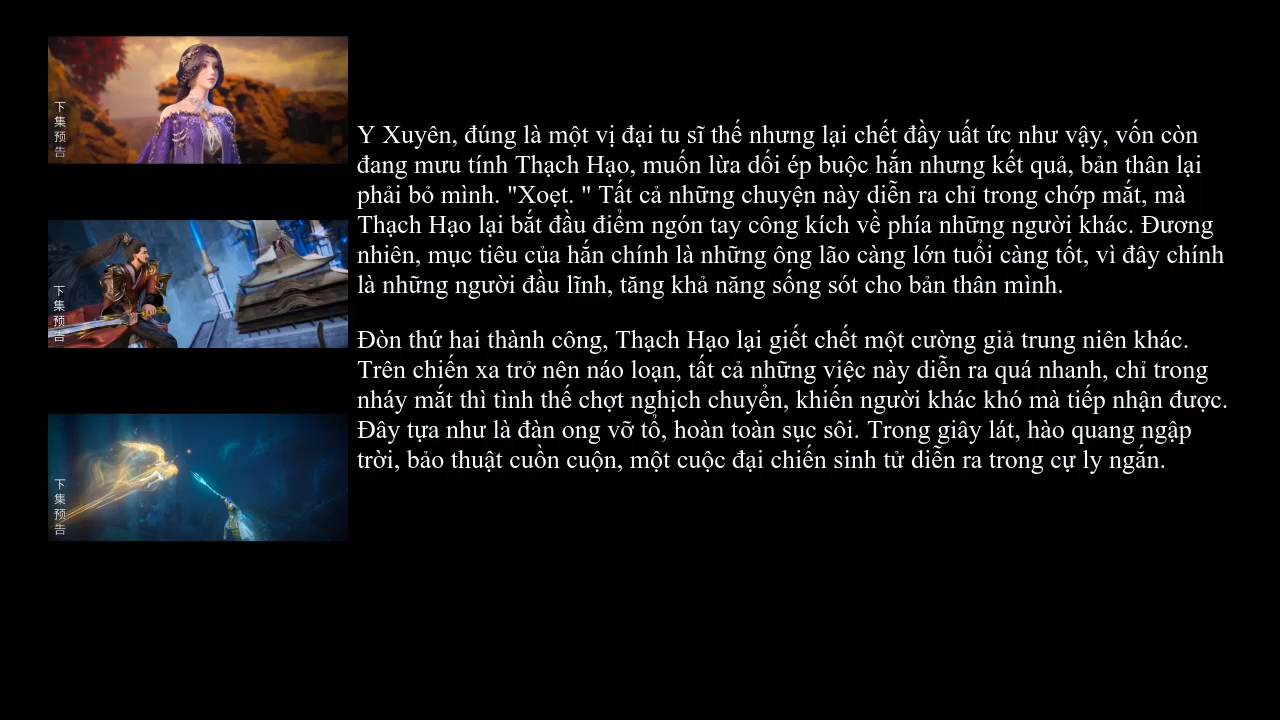 下集预告
Y Xuyên, đúng là một vị đại tu sĩ thế nhưng lại chết đầy uất ức như vậy, vốn còn
đang mưu tính Thạch Hạo, muốn lừa dối ép buộc hắn nhưng kết quả, bản thân lại
phải bỏ mình. "Xoẹt. " Tất cả những chuyện này diễn ra chỉ trong chớp mắt, mà
Thạch Hạo lại bắt đầu điểm ngón tay công kích về phía những người khác. Đương
nhiên, mục tiêu của hắn chính là những ông lão càng lớn tuổi càng tốt, vì đây chính
là những người đầu lĩnh, tăng khả năng sống sót cho bản thân mình.
下集预告
Đòn thứ hai thành công, Thạch Hạo lại giết chết một cường giả trung niên khác.
Trên chiến xa trở nên náo loạn, tất cả những việc này diễn ra quá nhanh, chỉ trong
nháy mắt thì tình thế chợt nghịch chuyển, khiến người khác khó mà tiếp nhận được.
Đây tựa như là đàn ong vỡ tổ, hoàn toàn sục sôi. Trong giây lát, hào quang ngập
trời, bảo thuật cuồn cuộn, một cuộc đại chiến sinh tử diễn ra trong cự ly ngắn.
下集预告